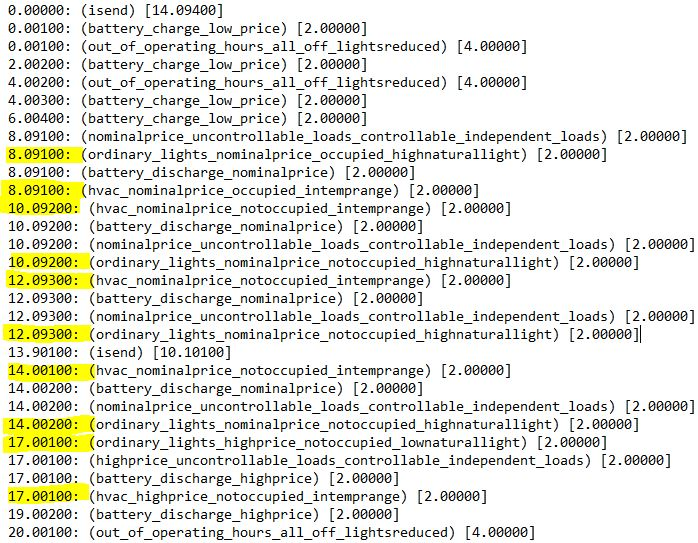 0.00000: (isend) [14.09400]
0.00100: (battery_charge_low_price) [2.00000]
0.00100: (out_of_operating_hours_all_off_lightsreduced) [4.00000]
2.00200: (battery_charge_low_price) [2.00000]
4.00200: (out_of_operating_hours_all_off_lightsreduced) [4.00000]
4.00300: (battery_charge_low_price) [2.00000]
6.00400: (battery_charge_low_price) [2.00000]
8.09100: (nominalprice_uncontrollable_loads_controllable_independent_loads) [2.00000]
8.09100: (ordinary_lights_nominalprice_occupied_highnaturallight) [2.00000]
8.09100: (battery_discharge_nominalprice) [2.00000]
8.09100: (hvac_nominalprice_occupied_intemprange) [2.00000]
10.09200: (hvac_nominalprice_notoccupied_intemprange) [2.00000]
10.09200: (battery_discharge_nominalprice) [2.00000]
10.09200: (nominalprice_uncontrollable_loads_controllable_independent_loads) [2.00000]
10.09200: (ordinary_lights_nominalprice_notoccupied_highnaturallight) [2.00000]
12.09300: (hvac_nominalprice_notoccupied_intemprange) [2.00000]
12.09300: (battery_discharge_nominalprice) [2.00000]
12.09300: (nominalprice_uncontrollable_loads_controllable_independent_loads) [2.00000]
12.09300: (ordinary_lights_nominalprice_notoccupied_highnaturallight) [2.00000]
13.90100: (isend) [10.10100]
14.00100: (hvac_nominalprice_notoccupied_intemprange) [2.00000]
14.00200: (battery_discharge_nominalprice) [2.00000]
14.00200: (nominalprice_uncontrollable_loads_controllable_independent_loads) [2.00000]
14.00200: (ordinary_lights_nominalprice_notoccupied_highnaturallight) [2.00000]
17.00100: (ordinary_lights_highprice_notoccupied_lownaturallight) [2.00000]
17.00100: (highprice_uncontrollable_loads_controllable_independent_loads) [2.00000]
17.00100: (battery_discharge_highprice) [2.00000]
17.00100: (hvac_highprice_notoccupied_intemprange) [2.00000]
19.00200: (battery_discharge_highprice) [2.00000]
20.00100: (out_of_operating_hours_all_off_lightsreduced) [4.00000]